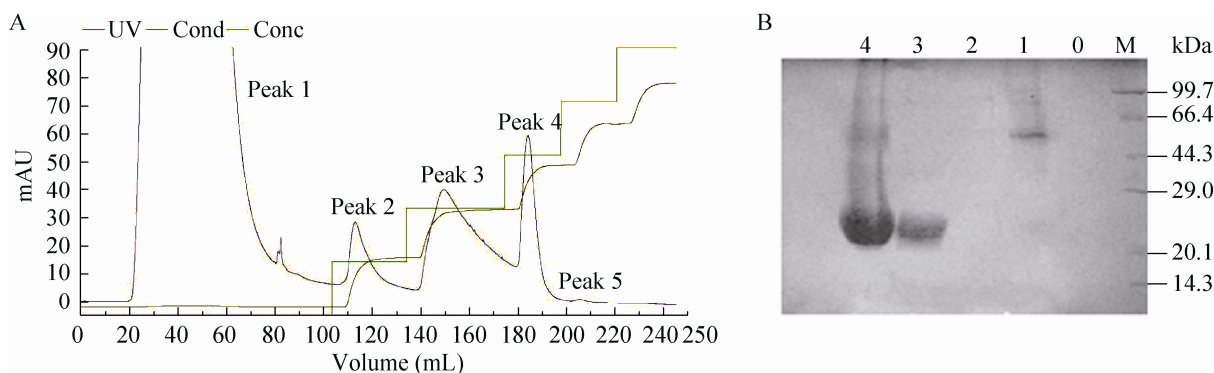 A
UV Cond Conc
90
80
70
60
50
40
30
20
10
0
mAU
Peak 1
Peak 2
Peak 3
Peak 4
Peak 5
0 20 40 60 80 100 120 140 160 180 200 220 240 250
Volume (mL)
B
4 3 2 1 0 M kDa
99.7
66.4
44.3
29.0
20.1
14.3